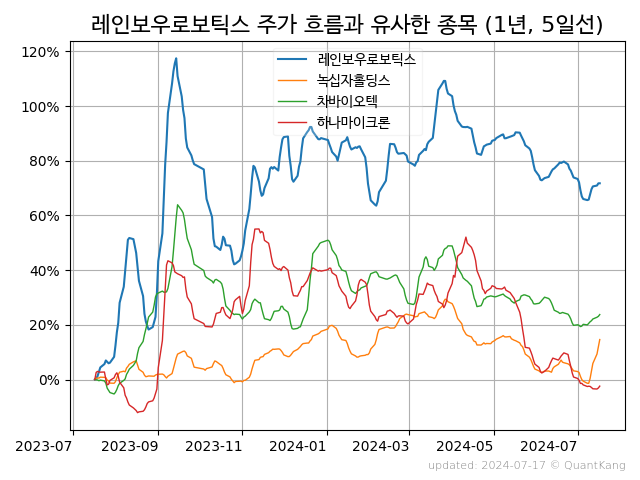 레인보우로보틱스 주가 흐름과 유사한 종목 (1년, 5일선)
120%
100%
80%
60%
40%
20%
0%
레인보우로보틱스
녹십자홀딩스
차바이오텍
하나마이크론
2023-07 2023-09 2023-11 2024-01 2024-03 2024-05 2024-07
updated: 2024-07-17 © QuantKang